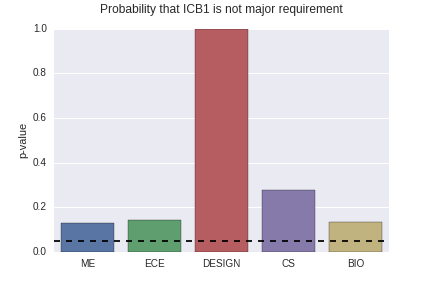 Probability that ICB1 is not major requirement
1.0
0.8
0.6
0.4
0.2
0.0
p-value
ME ECE DESIGN CS BIO